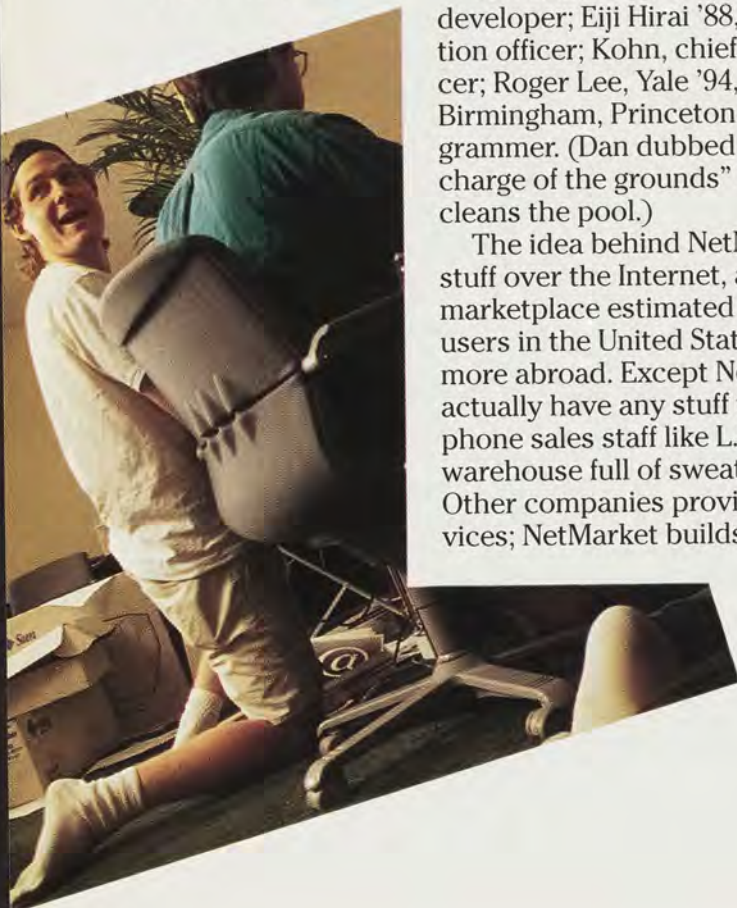 developer; Eiji Hirai '88,
tion officer; Kohn, chief
cer; Roger Lee, Yale '94,
Birmingham, Princeton
grammer. (Dan dubbed
charge of the grounds"
cleans the pool.)
The idea behind NetM
stuff over the Internet, a
marketplace estimated
users in the United Stat
more abroad. Except Ne
actually have any stuff
phone sales staff like L.
warehouse full of sweat
Other companies provi
vices; NetMarket builds
Sun
@